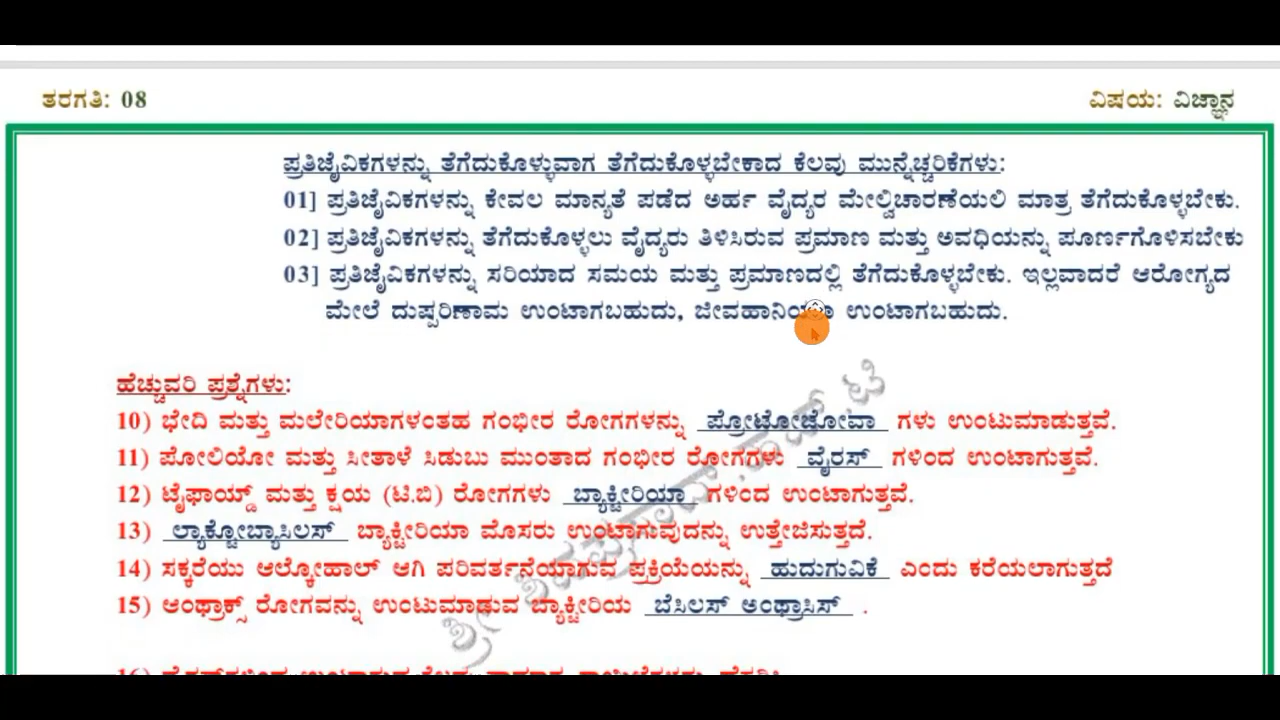 ತರಗತಿ: 08
ವಿಷಯ: ವಿಜ್ಞಾನ
ಪ್ರತಿಜೈವಿಕಗಳನ್ನು ತೆಗೆದುಕೊಳ್ಳುವಾಗ ತೆಗೆದುಕೊಳ್ಳಬೇಕಾದ ಕೆಲವು ಮುನ್ನೆಚ್ಚರಿಕೆಗಳು:
01] ಪ್ರತಿಜೈವಿಕಗಳನ್ನು ಕೇವಲ ಮಾನ್ಯತೆ ಪಡೆದ ಅರ್ಹ ವೈದ್ಯರ ಮೇಲ್ವಿಚಾರಣೆಯಲಿ ಮಾತ್ರ ತೆಗೆದುಕೊಳ್ಳಬೇಕು.
02] ಪ್ರತಿಜೈವಿಕಗಳನ್ನು ತೆಗೆದುಕೊಳ್ಳಲು ವೈದ್ಯರು ತಿಳಿಸಿರುವ ಪ್ರಮಾಣ ಮತ್ತು ಅವಧಿಯನ್ನು ಪೂರ್ಣಗೊಳಿಸಬೇಕು
03] ಪ್ರತಿಜೈವಿಕಗಳನ್ನು ಸರಿಯಾದ ಸಮಯ ಮತ್ತು ಪ್ರಮಾಣದಲ್ಲಿ ತೆಗೆದುಕೊಳ್ಳಬೇಕು. ಇಲ್ಲವಾದರೆ ಆರೋಗ್ಯದ
ಮೇಲೆ ದುಷ್ಪರಿಣಾಮ ಉಂಟಾಗಬಹುದು, ಉಂಟಾಗಬಹುದು.
ಹೆಚ್ಚುವರಿ ಪ್ರಶ್ನೆಗಳು:
10) ಭೇದಿ ಮತ್ತು ಮಲೇರಿಯಾಗಳಂತಹ ಗಂಭೀರ ರೋಗಗಳನ್ನು ಪ್ರೋಟೋಜೋವಾ ಗಳು ಉಂಟುಮಾಡುತ್ತವೆ.
11) ಪೋಲಿಯೋ ಮತ್ತು ಸೀತಾಳೆ ಸಿಡುಬು ಮುಂತಾದ ಗಂಭೀರ ರೋಗಗಳು ವೈರಸ್ ಗಳಿಂದ ಉಂಟಾಗುತ್ತವೆ.
12) ಟೈಫಾಯ್ಡ್ ಮತ್ತು ಕ್ಷಯ (ಟಿ.ಬಿ) ರೋಗಗಳು ಬ್ಯಾಕ್ಟೀರಿಯಾ ಗಳಿಂದ ಉಂಟಾಗುತ್ತವೆ.
13) ಲ್ಯಾಕ್ಟೋಬ್ಯಾಸಿಲಸ್ ಬ್ಯಾಕ್ಟೀರಿಯಾ ಮೊಸರು ಉಂಟಾಗುವುದನ್ನು ಉತ್ತೇಜಿಸುತ್ತದೆ.
14) ಸಕ್ಕರೆಯು ಆಲ್ಕೋಹಾಲ್ ಆಗಿ ಪರಿವರ್ತನೆಯಾಗುವ ಪ್ರಕ್ರಿಯೆಯನ್ನು ಹುದುಗುವಿಕೆ ಎಂದು ಕರೆಯಲಾಗುತ್ತದೆ
15) ಆಂಥ್ರಾಕ್ಸ್ ರೋಗವನ್ನು ಉಂಟುಮಾಡುವ ಬ್ಯಾಕ್ಟೀರಿಯ ಬೆಸಿಲಸ್ ಆಂಥ್ರಾಸಿಸ್ .